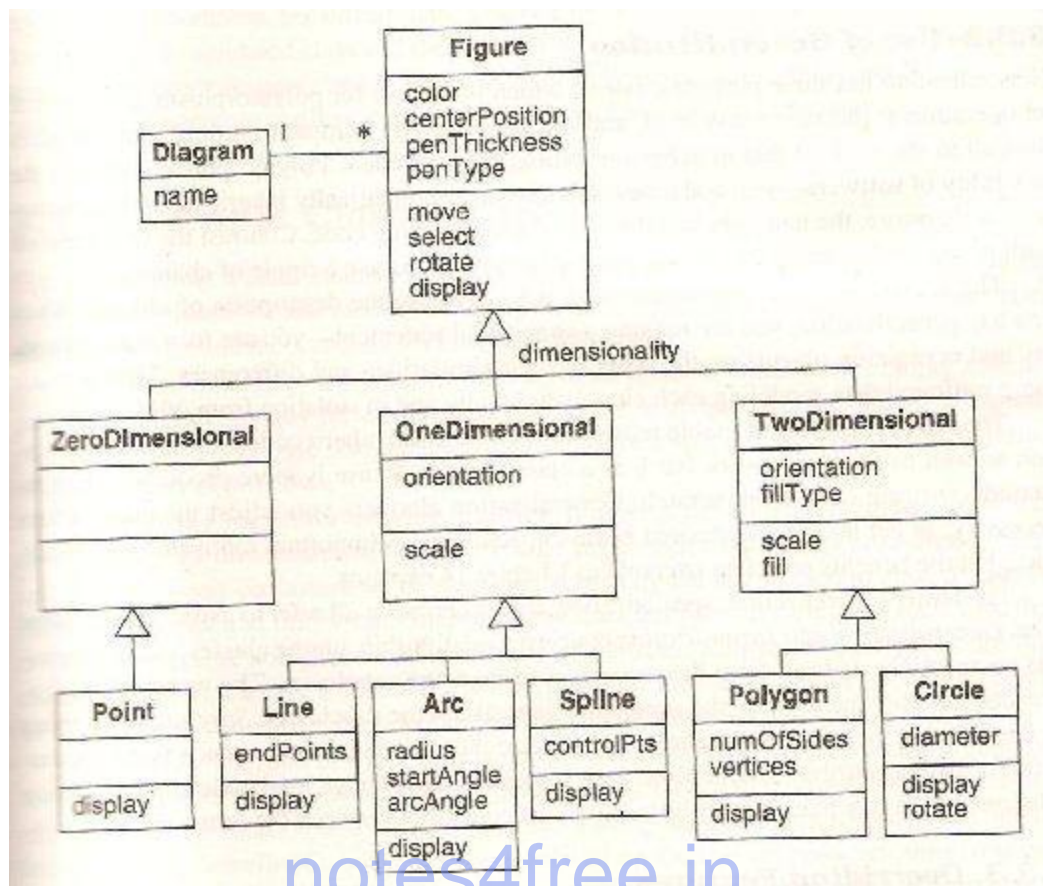 Figure
color
centerPosition
penThickness
penType
move
select
rotate
display
1
*
Diagram
name
dimensionality
ZeroDimensional
OneDimensional
orientation
scale
TwoDimensional
orientation
fillType
scale
fill
Point
display
Line
endPoints
display
Arc
radius
startAngle
arcAngle
display
Spline
controlPts
display
Polygon
numOfSides
vertices
display
Circle
diameter
display
rotate
notes4free.in